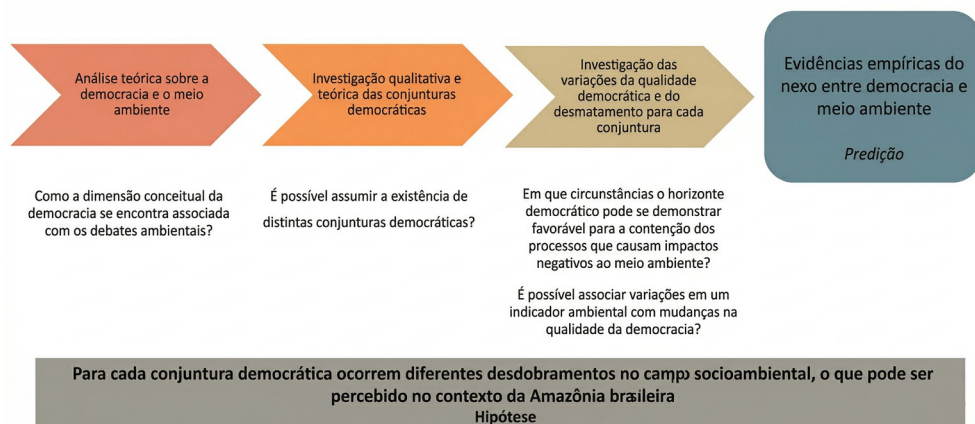 Análise teórica sobre a
democracia e o meio
ambiente
Investigação qualitativa e
teórica das conjunturas
democráticas
Investigação das
variações da qualidade
democrática e do
desmatamento para cada
conjuntura
Evidências empíricas do
nexo entre democracia e
meio ambiente
Predição
Como a dimensão conceitual da
democracia se encontra associada
com os debates ambientais?
É possível assumir a existência de
distintas conjunturas democráticas?
Em que circunstâncias o horizonte
democrático pode se demonstrar
favorável para a contenção dos
processos que causam impactos
negativos ao meio ambiente?
É possível associar variações em um
indicador ambiental com mudanças na
qualidade da democracia?
Para cada conjuntura democrática ocorrem diferentes desdobramentos no campo socioambiental, o que pode ser
percebido no contexto da Amazônia brasileira
Hipótese